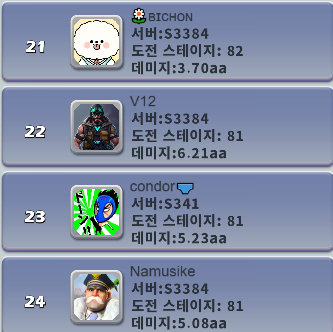 21
BICHON
서버:S3384
도전 스테이지: 82
데미지:3.70aa
22
V12
서버:S3384
도전 스테이지: 81
데미지:6.21aa
23
condor
서버:S341
도전 스테이지: 81
데미지:5.23aa
24
Namusike
서버:S3384
도전 스테이지: 81
데미지:5.08aa